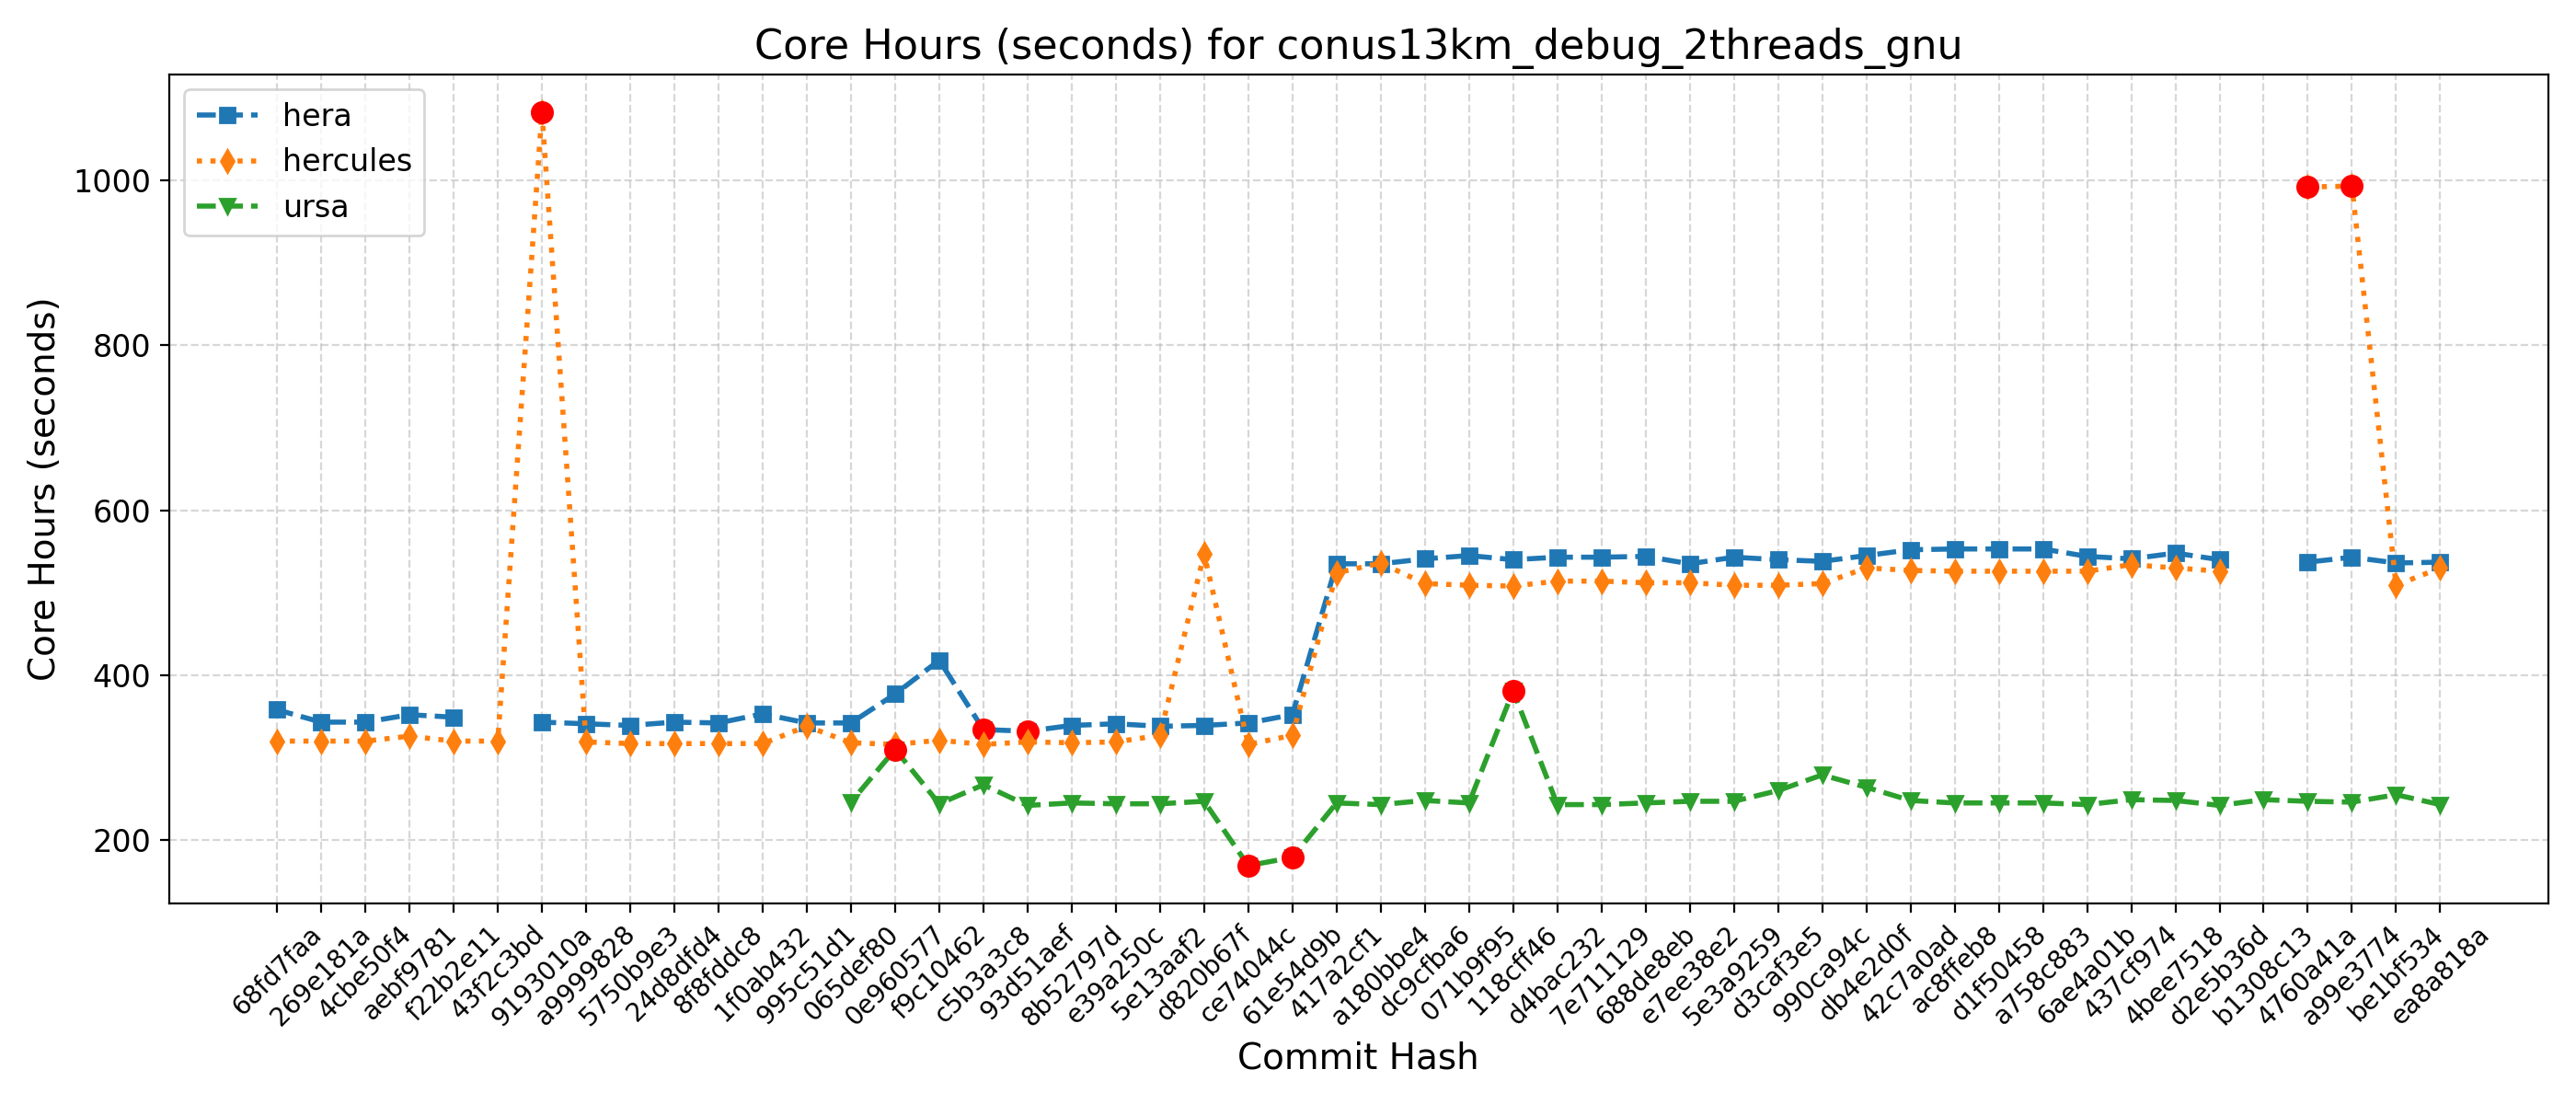 Core Hours (seconds) for conus13km_debug_2threads_gnu
hera
hercules
ursa
Core Hours (seconds)
1000
800
600
400
200
68fd7faa
269e181a
4cbe50f4
aebf9781
f22b2e11
43f2c3bd
9193010a
a9999828
5750b9e3
24d8dfd4
8f8fddc8
1f0ab432
995c51d1
065def80
0e960577
f9c10462
c5b3a3c8
93d51aef
8b52797d
e39a250c
5e13aaf2
d820b67f
ce74044c
61e54d9b
417a2cf1
a180bbe4
dc9cfba6
071b9f95
118cff46
d4bac232
7e711129
688de8eb
e7ee38e2
5e3a9259
d3caf3e5
990ca94c
db4e2d0f
42c7a0ad
ac8ffeb8
d1f50458
a758c883
6ae4a01b
437cf974
4bee7518
d2e5b36d
b1308c13
4760a41a
a99e3774
be1bf534
ea8a818a
Commit Hash